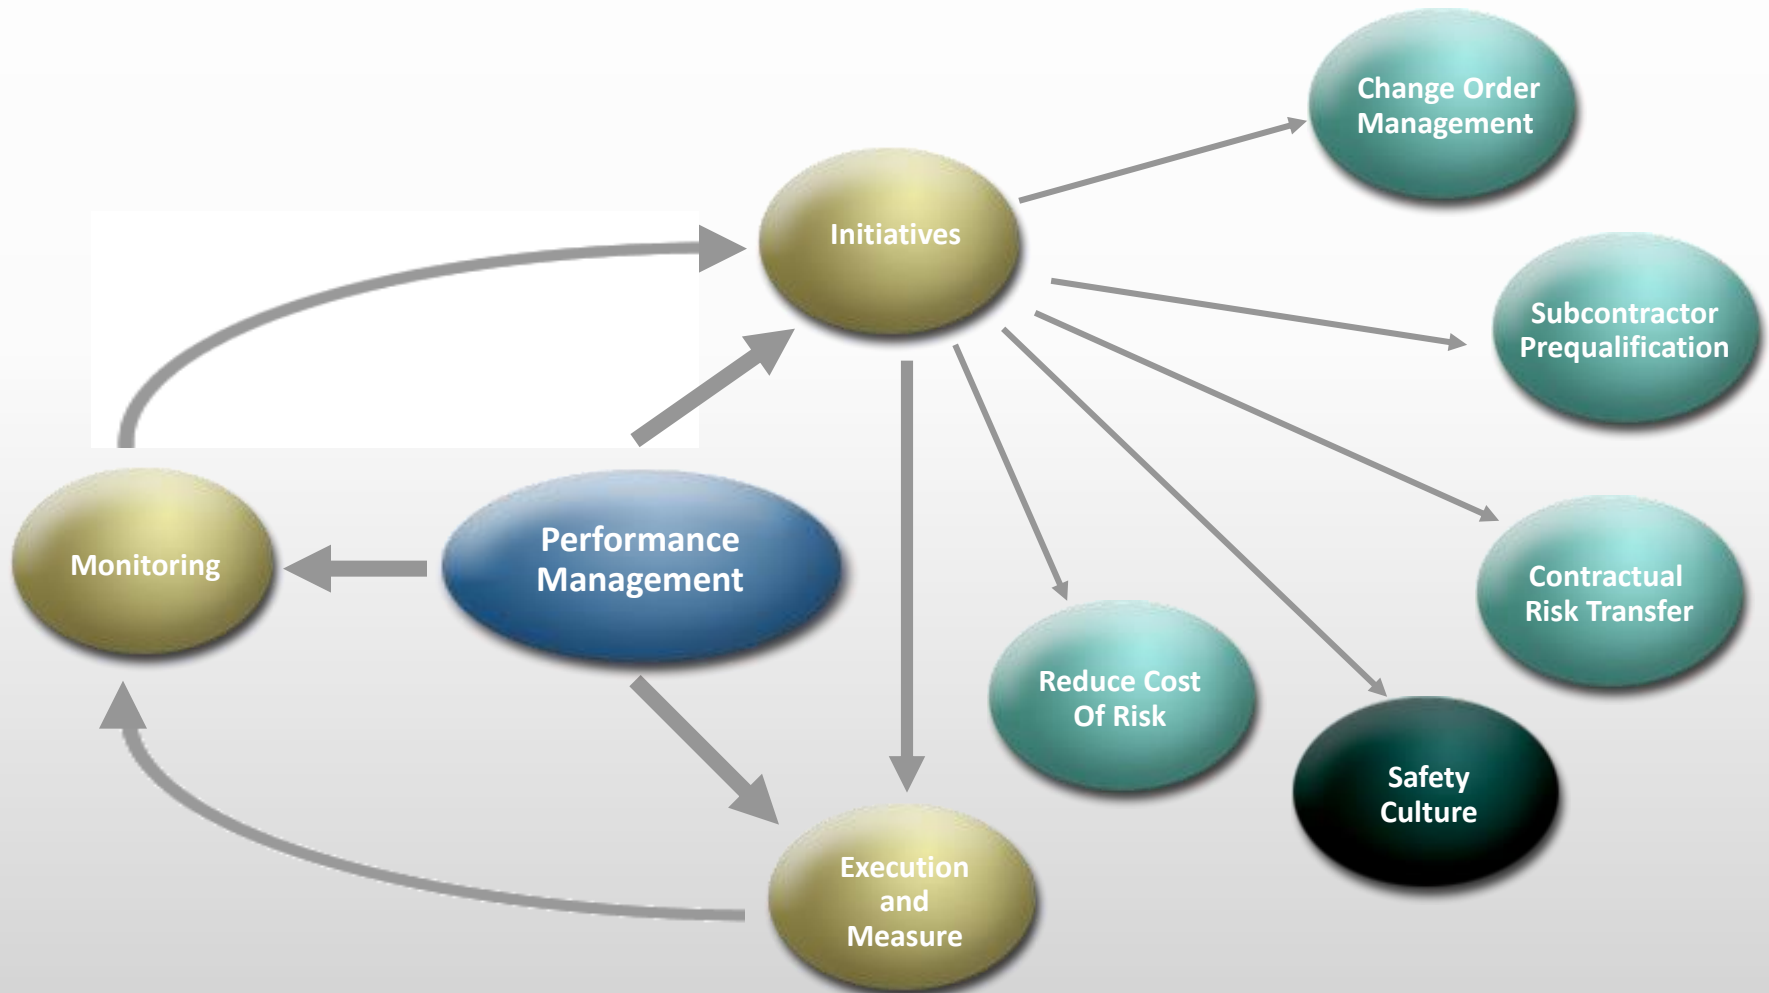 Change Order
Management
Initiatives
Subcontractor
Prequalification
Performance
Management
Monitoring
Contractual
Risk Transfer
Reduce Cost
Of Risk
Safety
Culture
Execution
and
Measure